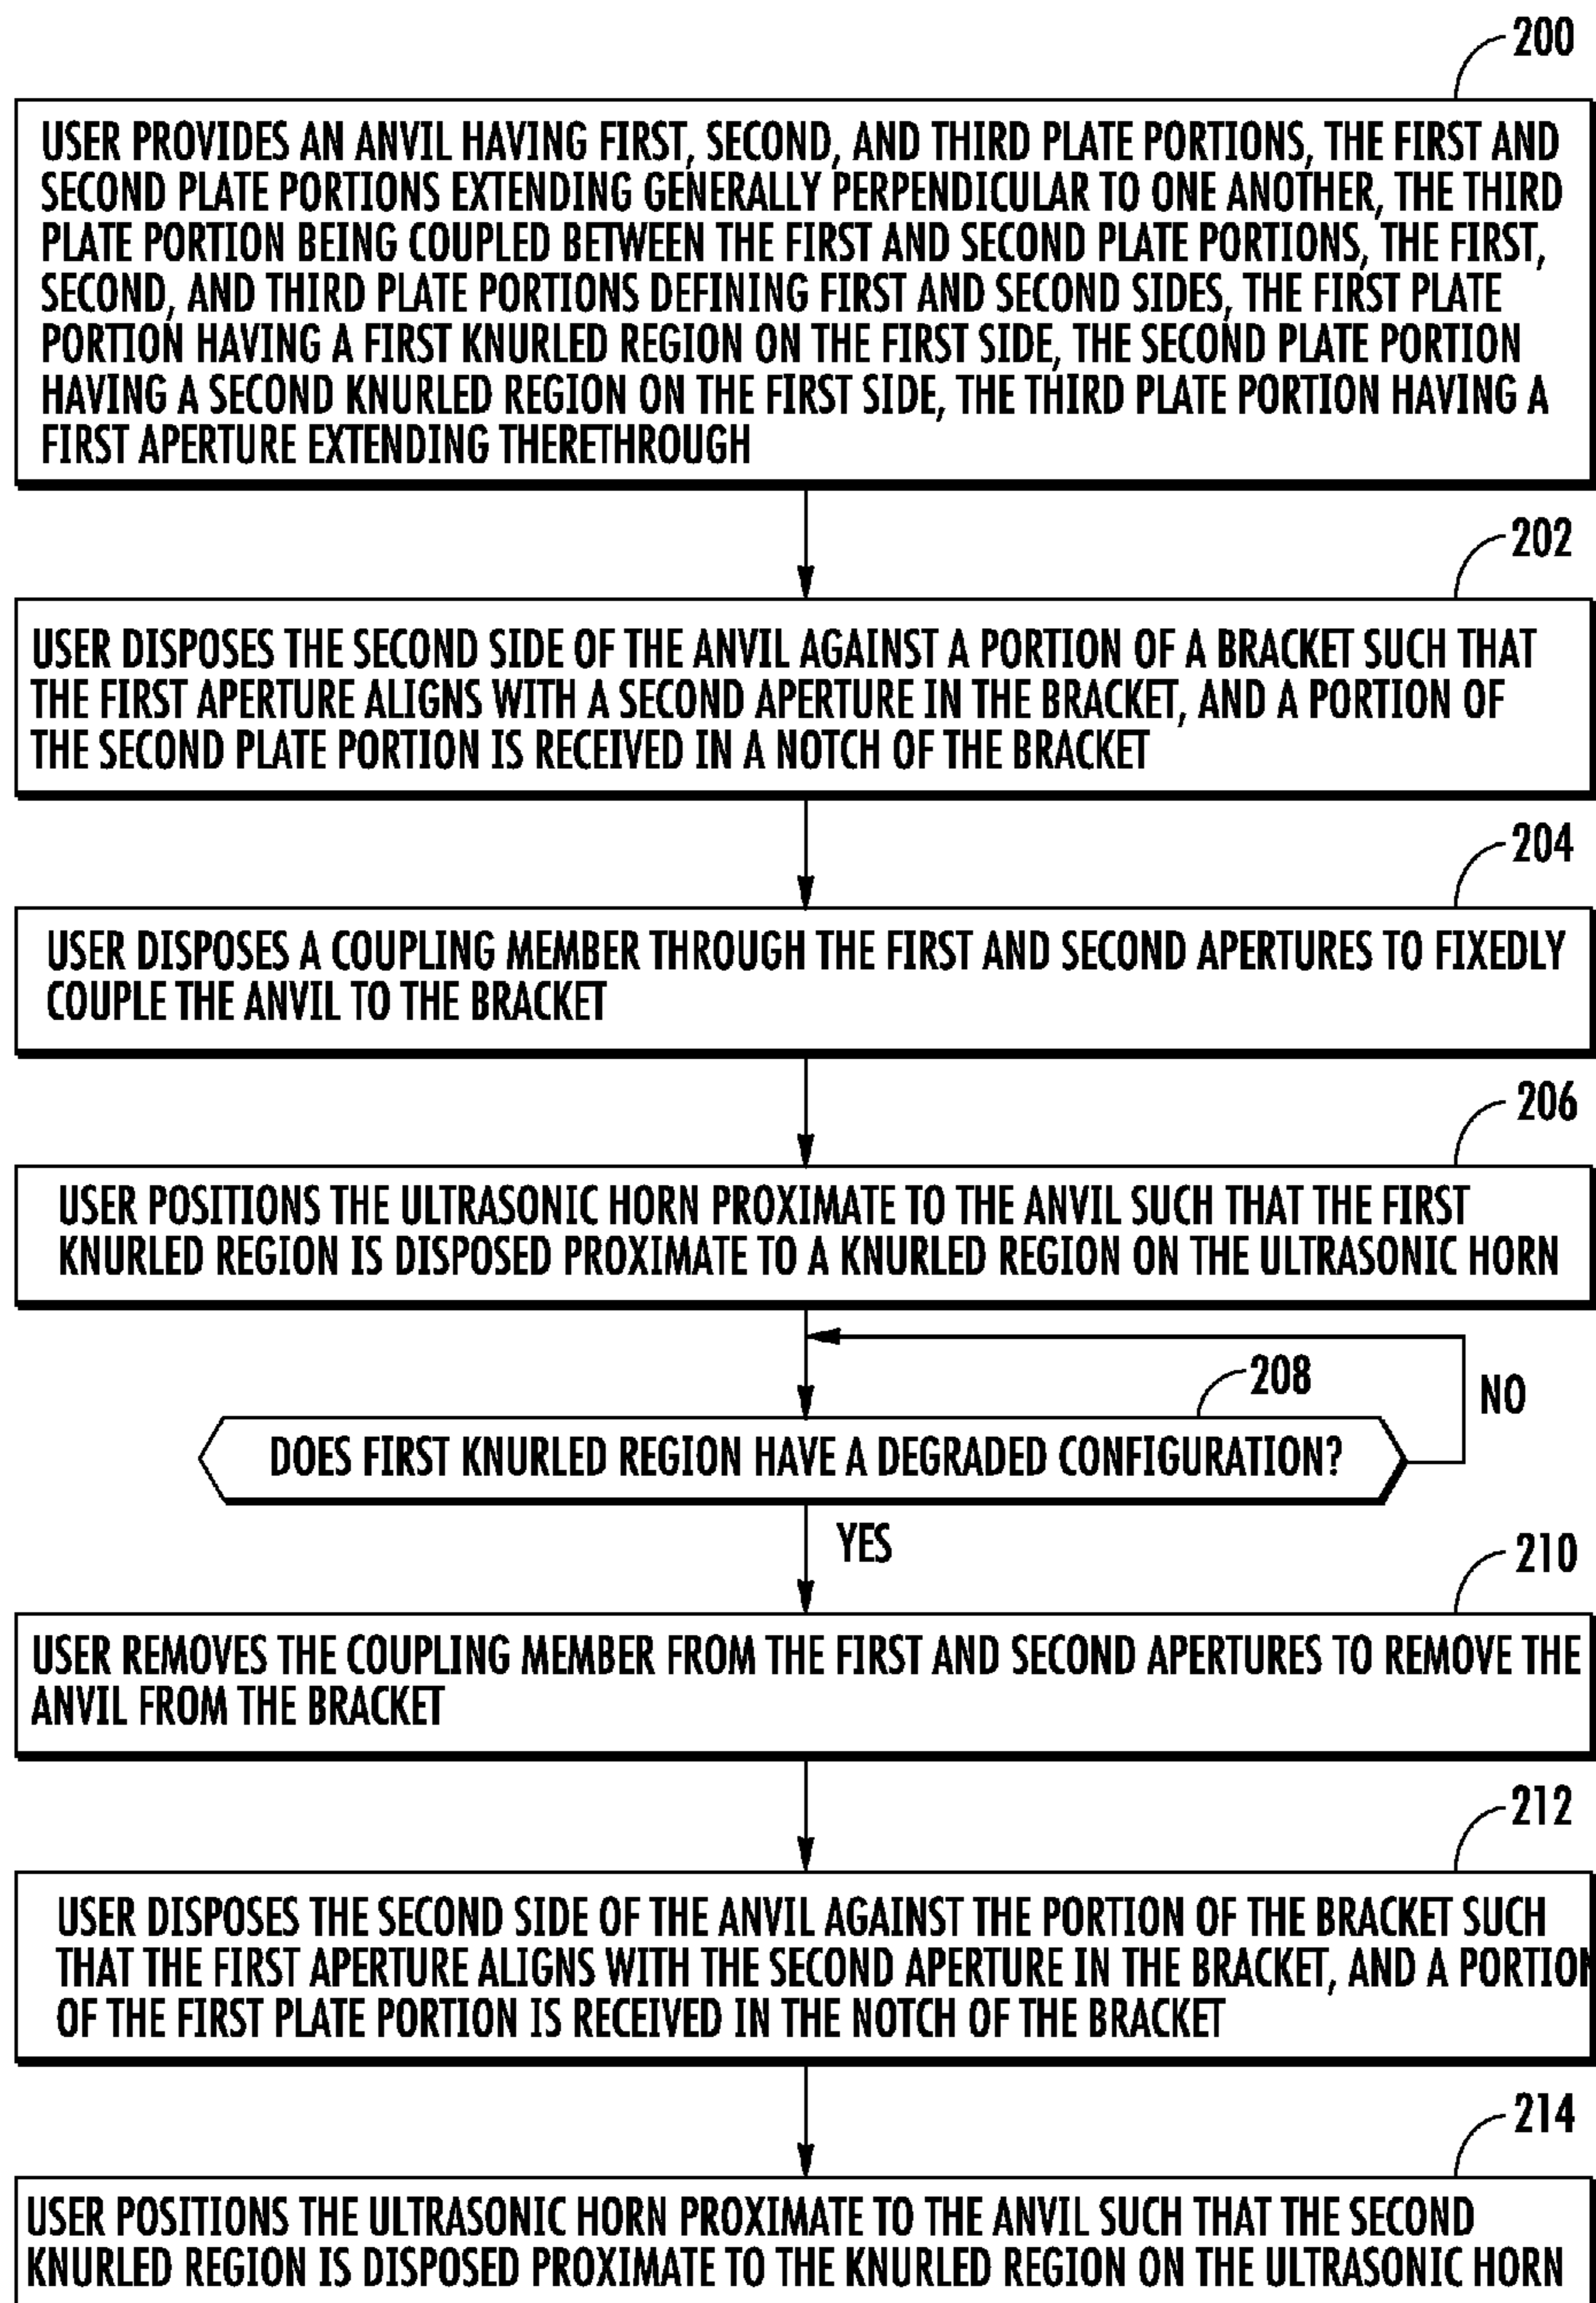 200
USER PROVIDES AN ANVIL HAVING FIRST, SECOND, AND THIRD PLATE PORTIONS, THE FIRST AND
SECOND PLATE PORTIONS EXTENDING GENERALLY PERPENDICULAR TO ONE ANOTHER, THE THIRD
PLATE PORTION BEING COUPLED BETWEEN THE FIRST AND SECOND PLATE PORTIONS, THE FIRST,
SECOND, AND THIRD PLATE PORTIONS DEFINING FIRST AND SECOND SIDES, THE FIRST PLATE
PORTION HAVING A FIRST KNURLED REGION ON THE FIRST SIDE, THE SECOND PLATE PORTION
HAVING A SECOND KNURLED REGION ON THE FIRST SIDE, THE THIRD PLATE PORTION HAVING A
FIRST APERTURE EXTENDING THERETHROUGH
202
USER DISPOSES THE SECOND SIDE OF THE ANVIL AGAINST A PORTION OF A BRACKET SUCH THAT
THE FIRST APERTURE ALIGNS WITH A SECOND APERTURE IN THE BRACKET, AND A PORTION OF
THE SECOND PLATE PORTION IS RECEIVED IN A NOTCH OF THE BRACKET
204
USER DISPOSES A COUPLING MEMBER THROUGH THE FIRST AND SECOND APERTURES TO FIXEDLY
COUPLE THE ANVIL TO THE BRACKET
206
USER POSITIONS THE ULTRASONIC HORN PROXIMATE TO THE ANVIL SUCH THAT THE FIRST
KNURLED REGION IS DISPOSED PROXIMATE TO A KNURLED REGION ON THE ULTRASONIC HORN
208
NO
DOES FIRST KNURLED REGION HAVE A DEGRADED CONFIGURATION?
YES
210
USER REMOVES THE COUPLING MEMBER FROM THE FIRST AND SECOND APERTURES TO REMOVE THE
ANVIL FROM THE BRACKET
212
USER DISPOSES THE SECOND SIDE OF THE ANVIL AGAINST THE PORTION OF THE BRACKET SUCH
THAT THE FIRST APERTURE ALIGNS WITH THE SECOND APERTURE IN THE BRACKET, AND A PORTION
OF THE FIRST PLATE PORTION IS RECEIVED IN THE NOTCH OF THE BRACKET
214
USER POSITIONS THE ULTRASONIC HORN PROXIMATE TO THE ANVIL SUCH THAT THE SECOND
KNURLED REGION IS DISPOSED PROXIMATE TO THE KNURLED REGION ON THE ULTRASONIC HORN